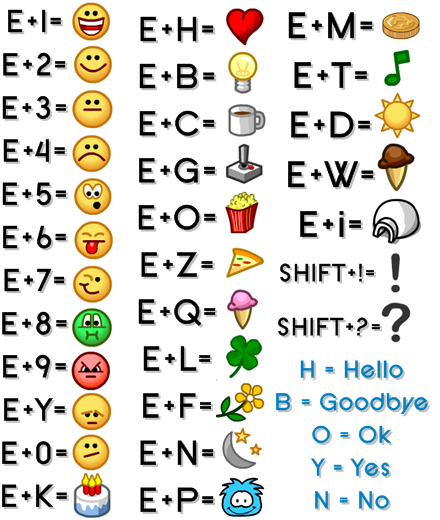 E+1=
E+2=
E+3=
E+4=
E+5=
E+6=
E+7=
E+8=
E+9=
E+Y=
E+0=
E+K=
E+H=
E+B=
E+C=
E+G=
E+O=
E+Z=
E+Q=
E+L=
E+F=
E+N=
E+P=
E+M=
E+T=
E+D=
E+W=
E+i=
SHIFT+!= !
SHIFT+?= ?
H = Hello
B = Goodbye
O = Ok
Y = Yes
N = No